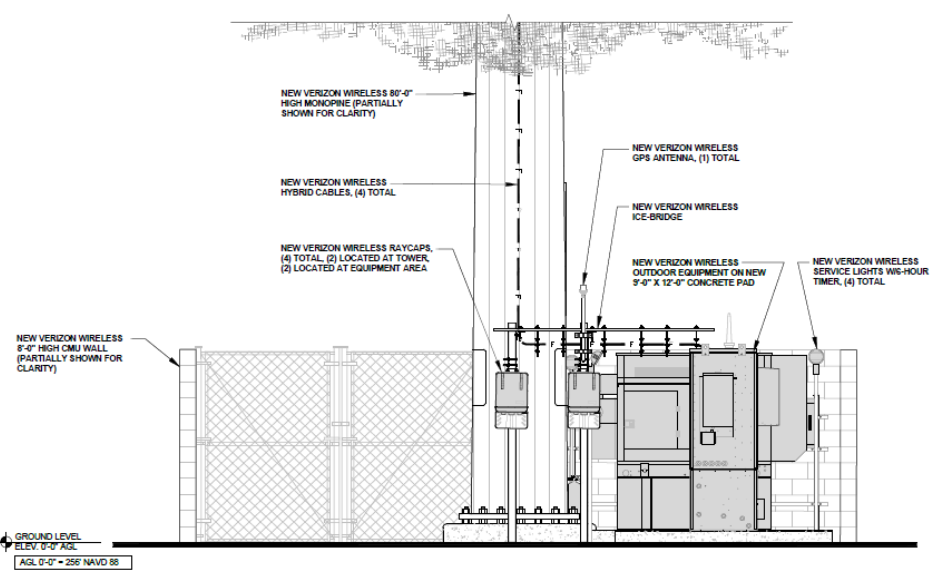 NEW VERIZON WIRELESS 80'-0"
HIGH MONOPINE (PARTIALLY
SHOWN FOR CLARITY)
NEW VERIZON WIRELESS
GPS ANTENNA, (1) TOTAL
NEW VERIZON WIRELESS
HYBRID CABLES, (4) TOTAL
NEW VERIZON WIRELESS
ICE-BRIDGE
NEW VERIZON WIRELESS RAYCAPS,
(4) TOTAL, (2) LOCATED AT TOWER,
(2) LOCATED AT EQUIPMENT AREA
NEW VERIZON WIRELESS
OUTDOOR EQUIPMENT ON NEW
9'-0" X 12'-0" CONCRETE PAD
NEW VERIZON WIRELESS
SERVICE LIGHTS W/6-HOUR
TIMER, (4) TOTAL
NEW VERIZON WIRELESS
8'-0" HIGH CMU WALL
(PARTIALLY SHOWN FOR
CLARITY)
F F F F
GROUND LEVEL
ELEV. 0'-0" AGL
AGL 0'-0" = 256' NAVD 88